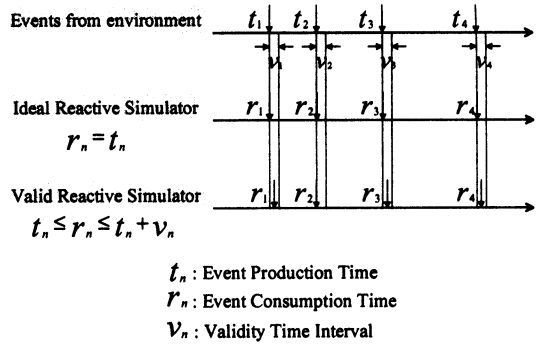 Events from environment t₁ t₂ t₃ t₄
v₁ v₂ v₃ v₄
Ideal Reactive Simulator r₁ r₂ r₃ r₄
rₙ = tₙ
Valid Reactive Simulator r₁ r₂ r₃ r₄
tₙ ≤ rₙ ≤ tₙ + vₙ
tₙ : Event Production Time
rₙ : Event Consumption Time
vₙ : Validity Time Interval